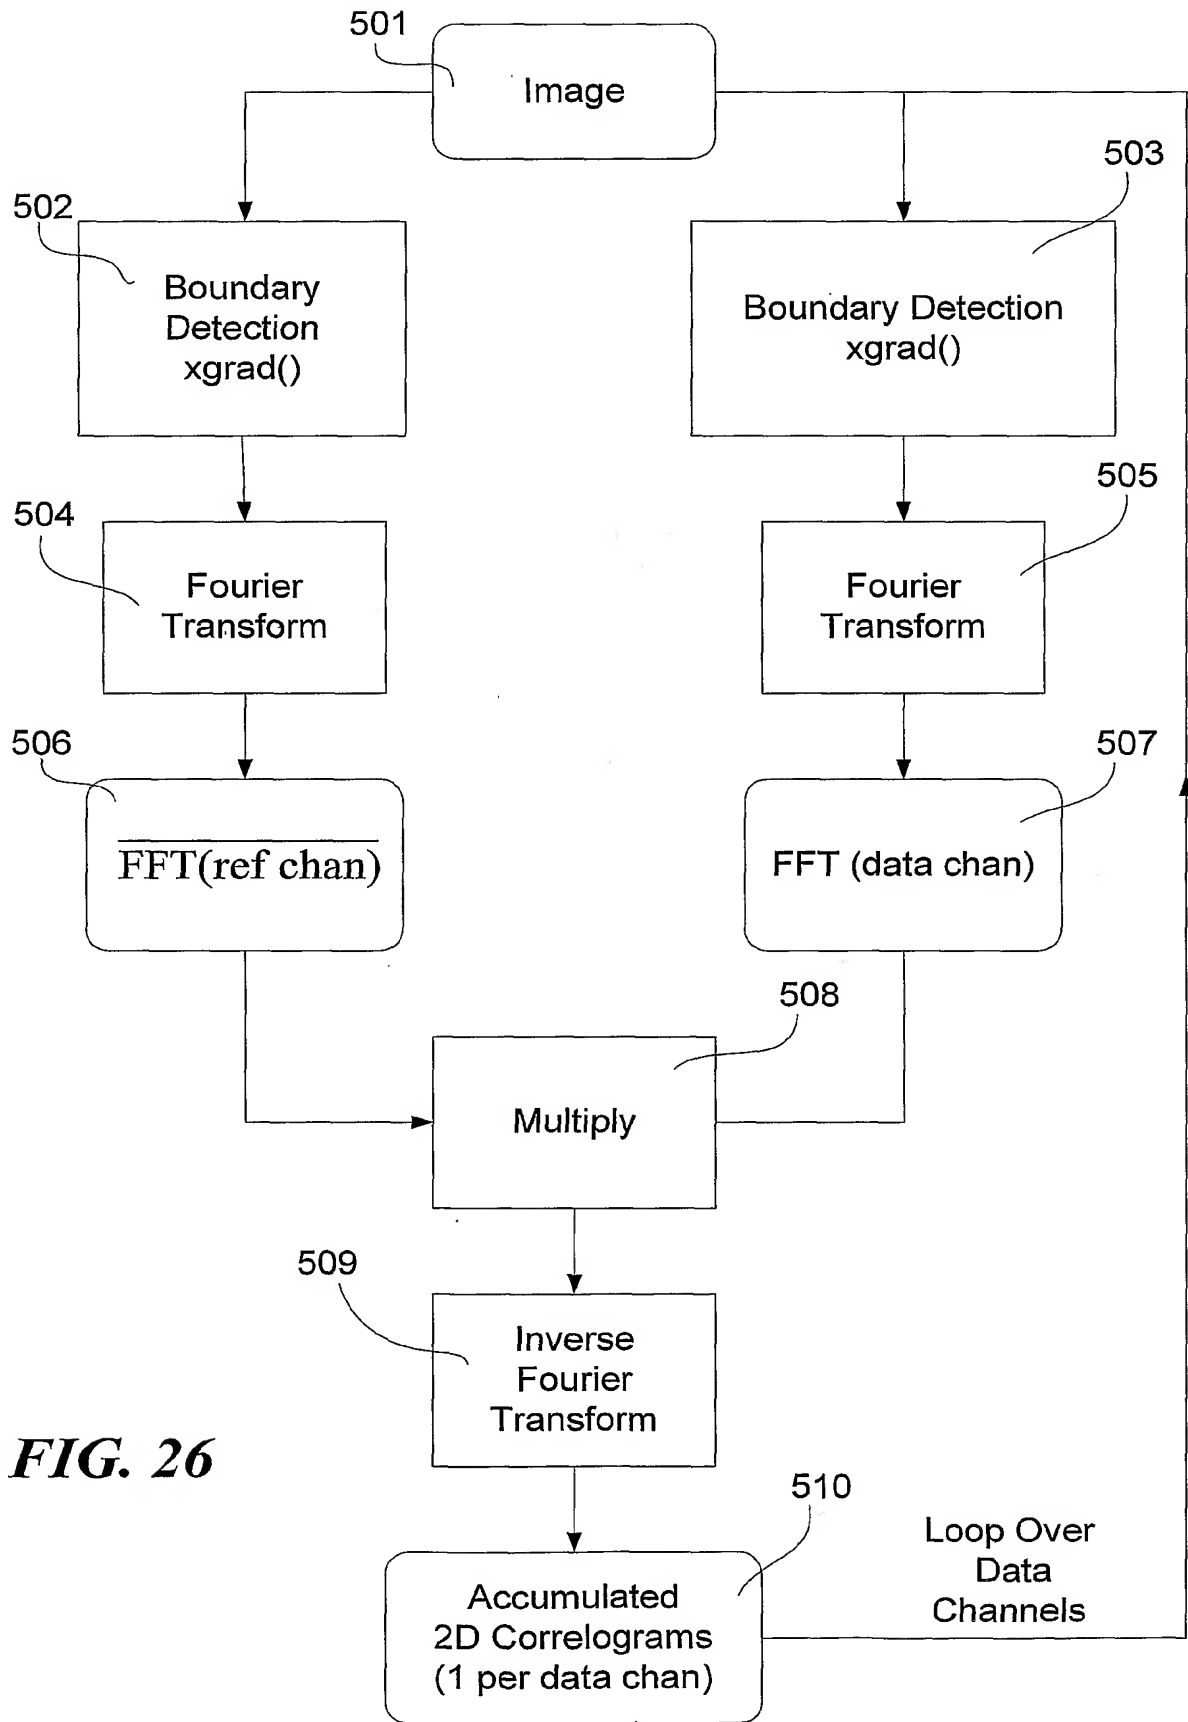 501
Image
503
502
Boundary
Detection
xgrad()
Boundary Detection
xgrad()
505
504
Fourier
Transform
Fourier
Transform
506
507
FFT(ref chan)
FFT (data chan)
508
Multiply
509
Inverse
Fourier
Transform
FIG. 26
510
Loop Over
Data
Channels
Accumulated
2D Correlograms
(1 per data chan)